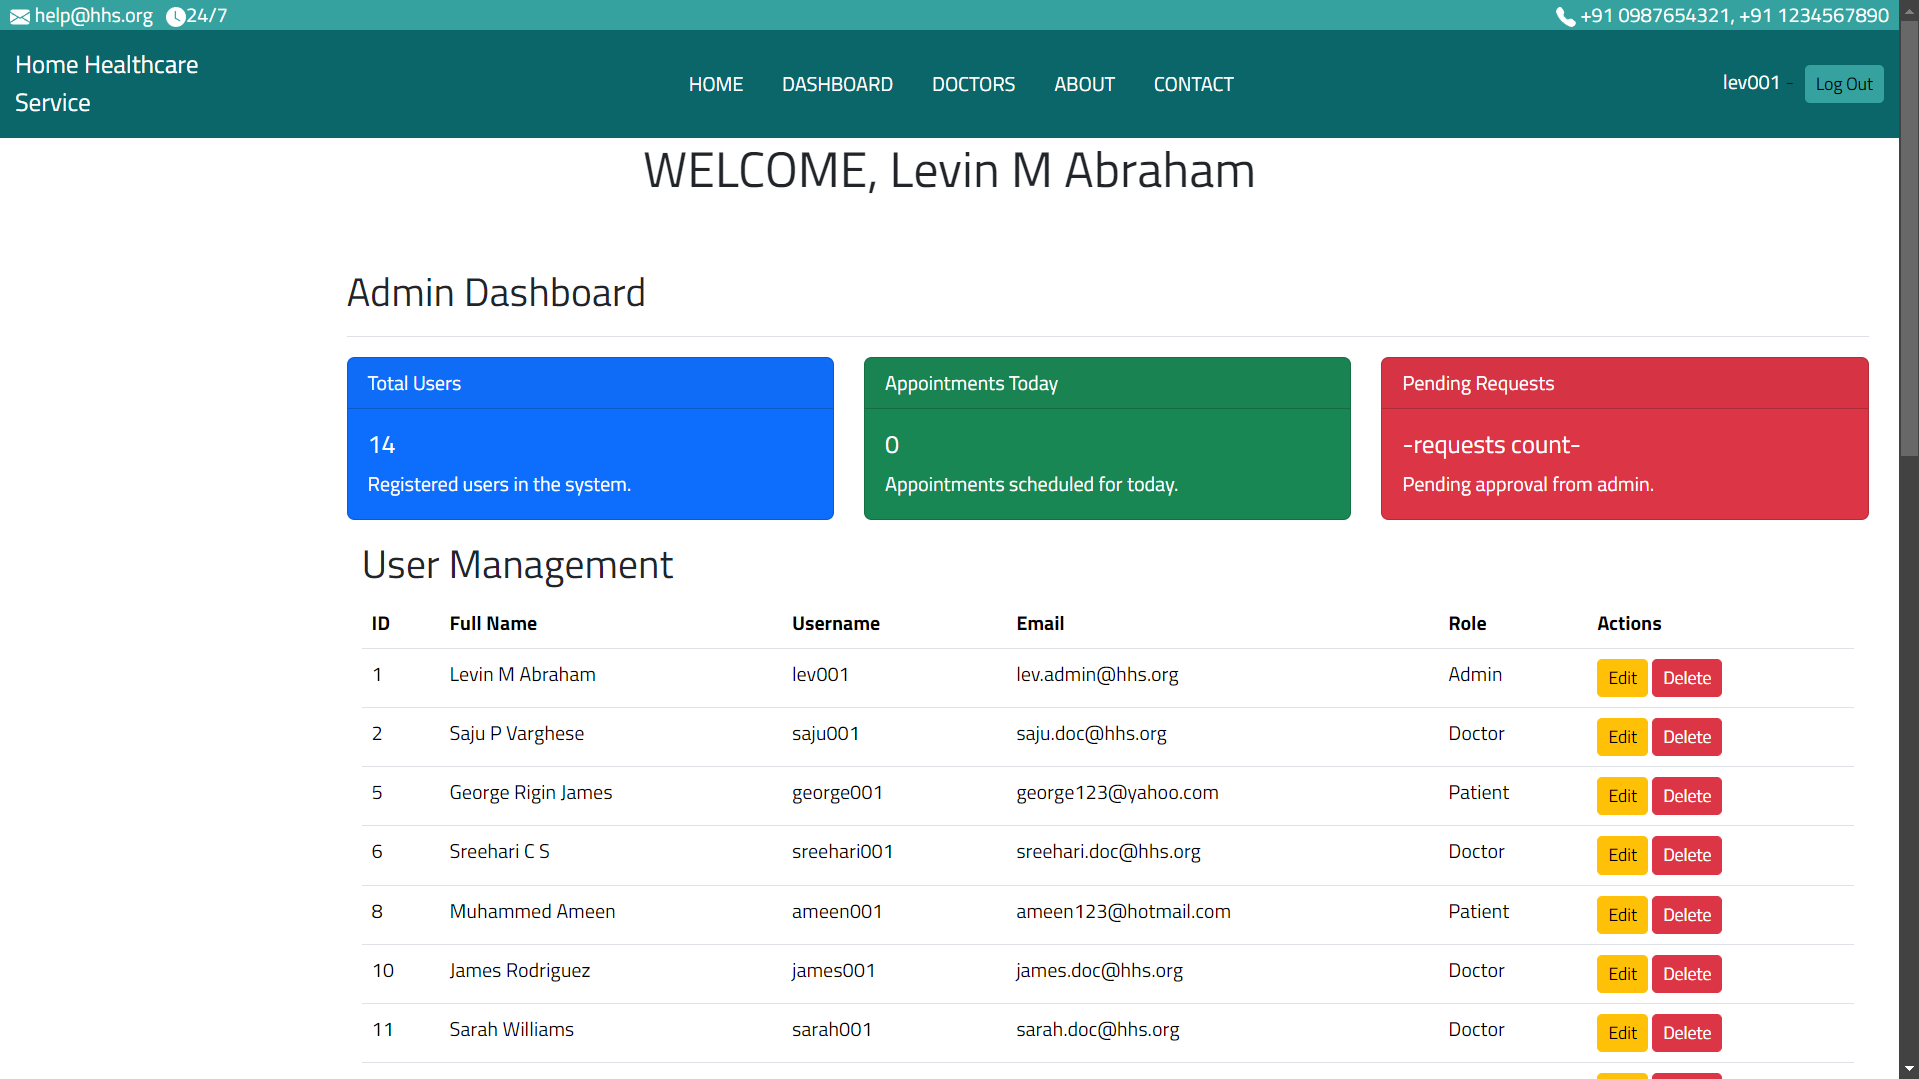 help@hhs.org 24/7 +91 0987654321, +91 1234567890
Home Healthcare
Service
HOME DASHBOARD DOCTORS ABOUT CONTACT
lev001 - Log Out
WELCOME, Levin M Abraham
Admin Dashboard
Total Users
14
Registered users in the system.
Appointments Today
0
Appointments scheduled for today.
Pending Requests
-requests count-
Pending approval from admin.
User Management
ID Full Name Username Email Role Actions
1 Levin M Abraham lev001 lev.admin@hhs.org Admin Edit Delete
2 Saju P Varghese saju001 saju.doc@hhs.org Doctor Edit Delete
5 George Rigin James george001 george123@yahoo.com Patient Edit Delete
6 Sreehari C S sreehari001 sreehari.doc@hhs.org Doctor Edit Delete
8 Muhammed Ameen ameen001 ameen123@hotmail.com Patient Edit Delete
10 James Rodriguez james001 james.doc@hhs.org Doctor Edit Delete
11 Sarah Williams sarah001 sarah.doc@hhs.org Doctor Edit Delete